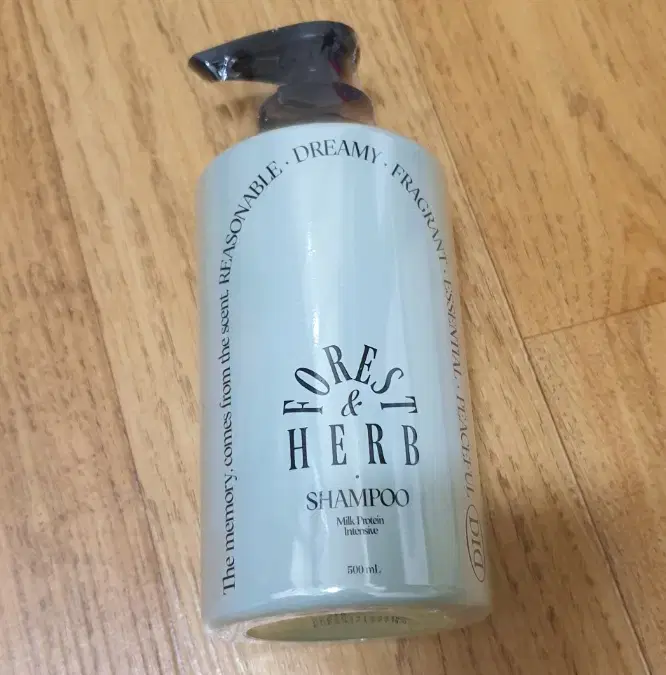 The memory, comes from the scent. REASONABLE · DREAMY · FRAGRANT · ESSENTIAL · PEACEFUL
FOREST
&
HERB
SHAMPOO
Milk Protein
Intensive
500 mL